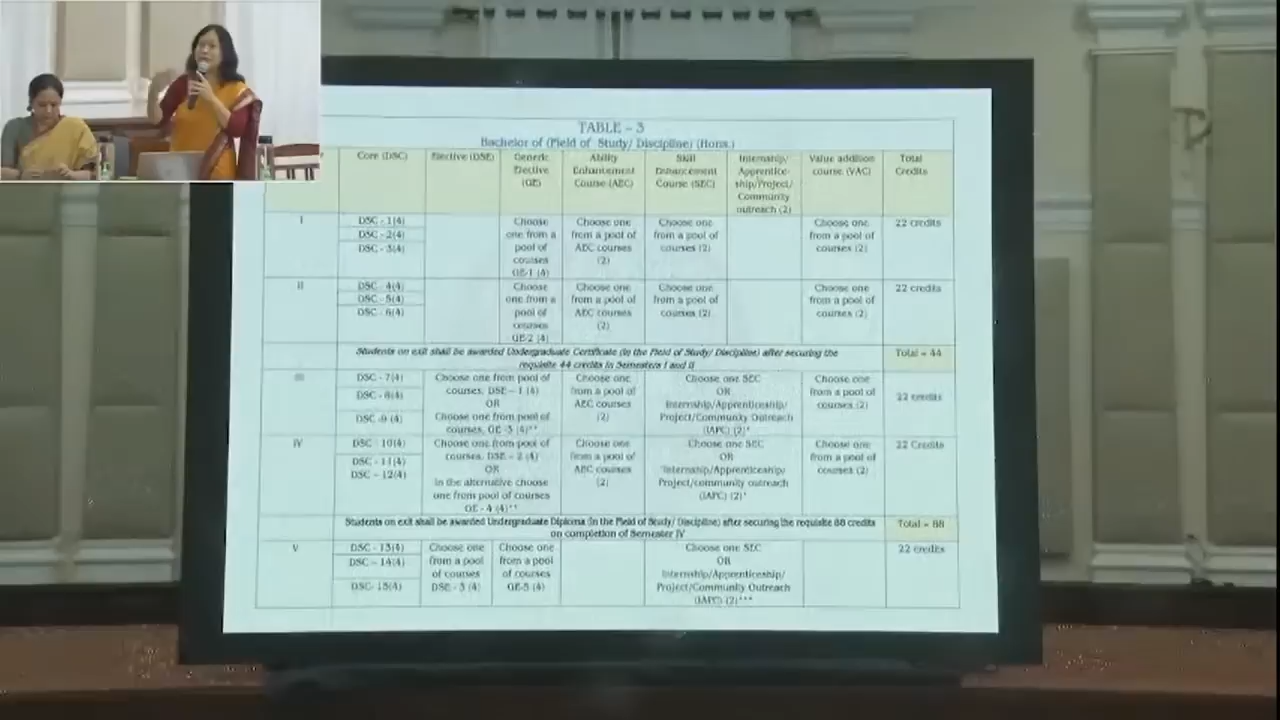 TABLE – 3
Bachelor of (Field of Study/ Discipline) (Hons.)
Core (DSC)
Elective (DSE)
Generic
Elective
(GE)
Ability
Enhancement
Course (AEC)
Skill
Enhancement
Course (SEC)
Internship/
Apprentice-
ship/Project/
Community
outreach (2)
Value addition
course (VAC)
Total
Credits
I
DSC - 1(4)
DSC - 2(4)
DSC - 3(4)
Choose
one from a
pool of
courses
GE-1 (4)
Choose one
from a pool of
AEC courses
(2)
Choose one
from a pool of
courses (2)
Choose one
from a pool of
courses (2)
22 credits
II
DSC - 4(4)
DSC - 5(4)
DSC - 6(4)
Choose
one from a
pool of
courses
GE-2 (4)
Choose one
from a pool of
AEC courses
(2)
Choose one
from a pool of
courses (2)
Choose one
from a pool of
courses (2)
22 credits
Students on exit shall be awarded Undergraduate Certificate (in the Field of Study/ Discipline) after securing the
requisite 44 credits in Semesters I and II
Total = 44
III
DSC - 7(4)
DSC - 8(4)
DSC -9 (4)
Choose one from pool of
courses, DSE – 1 (4)
OR
Choose one from pool of
courses, GE -3 (4)**
Choose one
from a pool of
AEC courses
(2)
Choose one SEC
OR
Internship/Apprenticeship/
Project/Community Outreach
(IAPC) (2)*
Choose one
from a pool of
courses (2)
22 credits
IV
DSC - 10(4)
DSC - 11(4)
DSC - 12(4)
Choose one from pool of
courses, DSE – 2 (4)
OR
In the alternative choose
one from pool of courses
GE - 4 (4)**
Choose one
from a pool of
AEC courses
(2)
Choose one SEC
OR
Internship/Apprenticeship/
Project/community outreach
(IAPC) (2)*
Choose one
from a pool of
courses (2)
22 Credits
Students on exit shall be awarded Undergraduate Diploma (in the Field of Study/ Discipline) after securing the requisite 88 credits
on completion of Semester IV
Total = 88
V
DSC - 13(4)
DSC – 14(4)
DSC- 15(4)
Choose one
from a pool
of courses
DSE - 3 (4)
Choose one
from a pool
of courses
GE-5 (4)
Choose one SEC
OR
Internship/Apprenticeship/
Project/Community Outreach
(IAPC) (2)***
22 credits